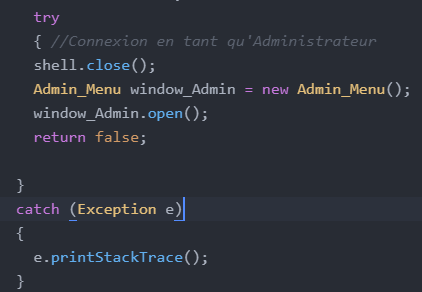 try
{ //Connexion en tant qu'Administrateur
shell.close();
Admin_Menu window_Admin = new Admin_Menu();
window_Admin.open();
return false;
}
catch (Exception e)
{
e.printStackTrace();
}